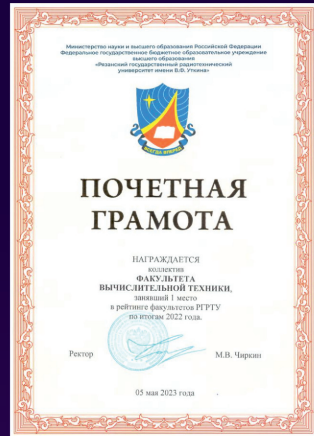 Министерство науки и высшего образования Российской Федерации
Федеральное государственное бюджетное образовательное учреждение
высшего образования
«Рязанский государственный радиотехнический
университет имени В.Ф. Уткина»
ВСЕГДА ВПЕРЕД
ПОЧЕТНАЯ
ГРАМОТА
НАГРАЖДАЕТСЯ
коллектив
ФАКУЛЬТЕТА
ВЫЧИСЛИТЕЛЬНОЙ ТЕХНИКИ,
занявший 1 место
в рейтинге факультетов РГРТУ
по итогам 2022 года.
Ректор
М.В. Чиркин
05 мая 2023 года